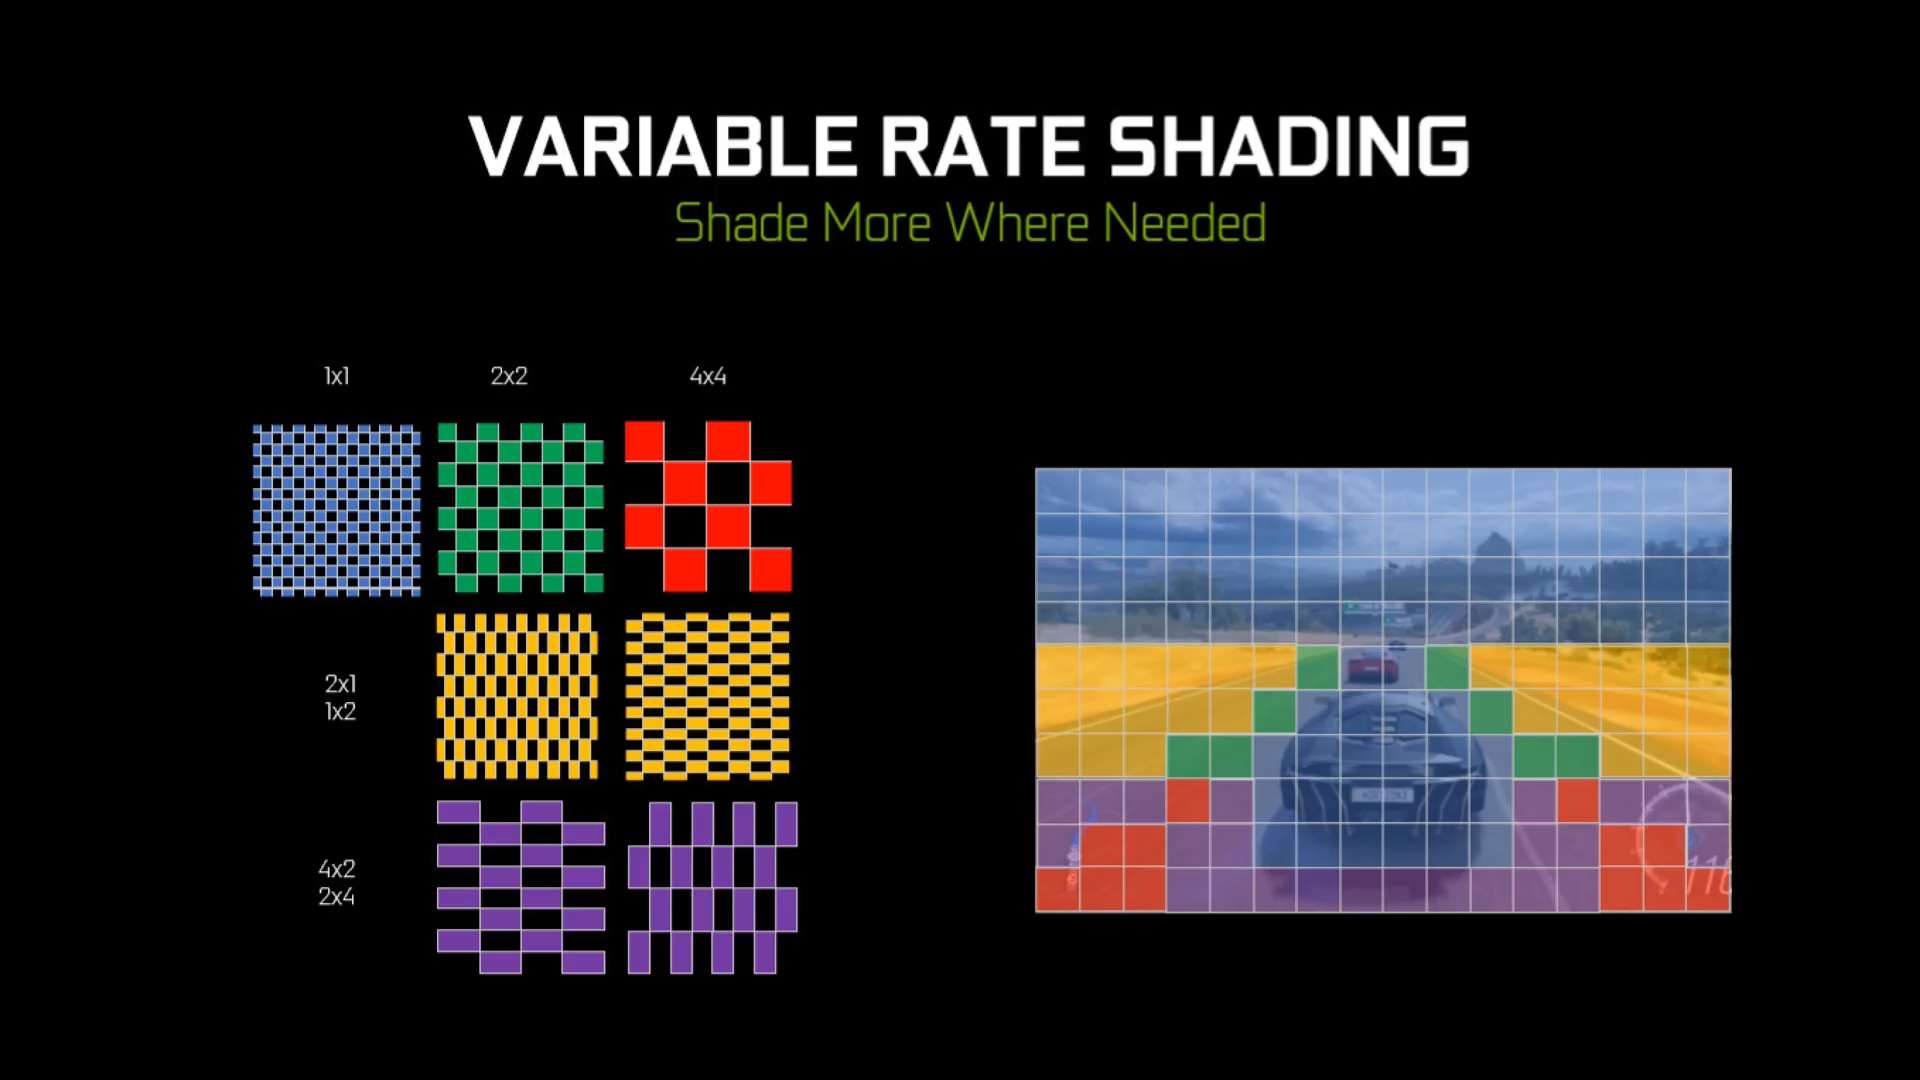 VARIABLE RATE SHADING
Shade More Where Needed
1x1
2x2
4x4
2x1
1x2
4x2
2x4